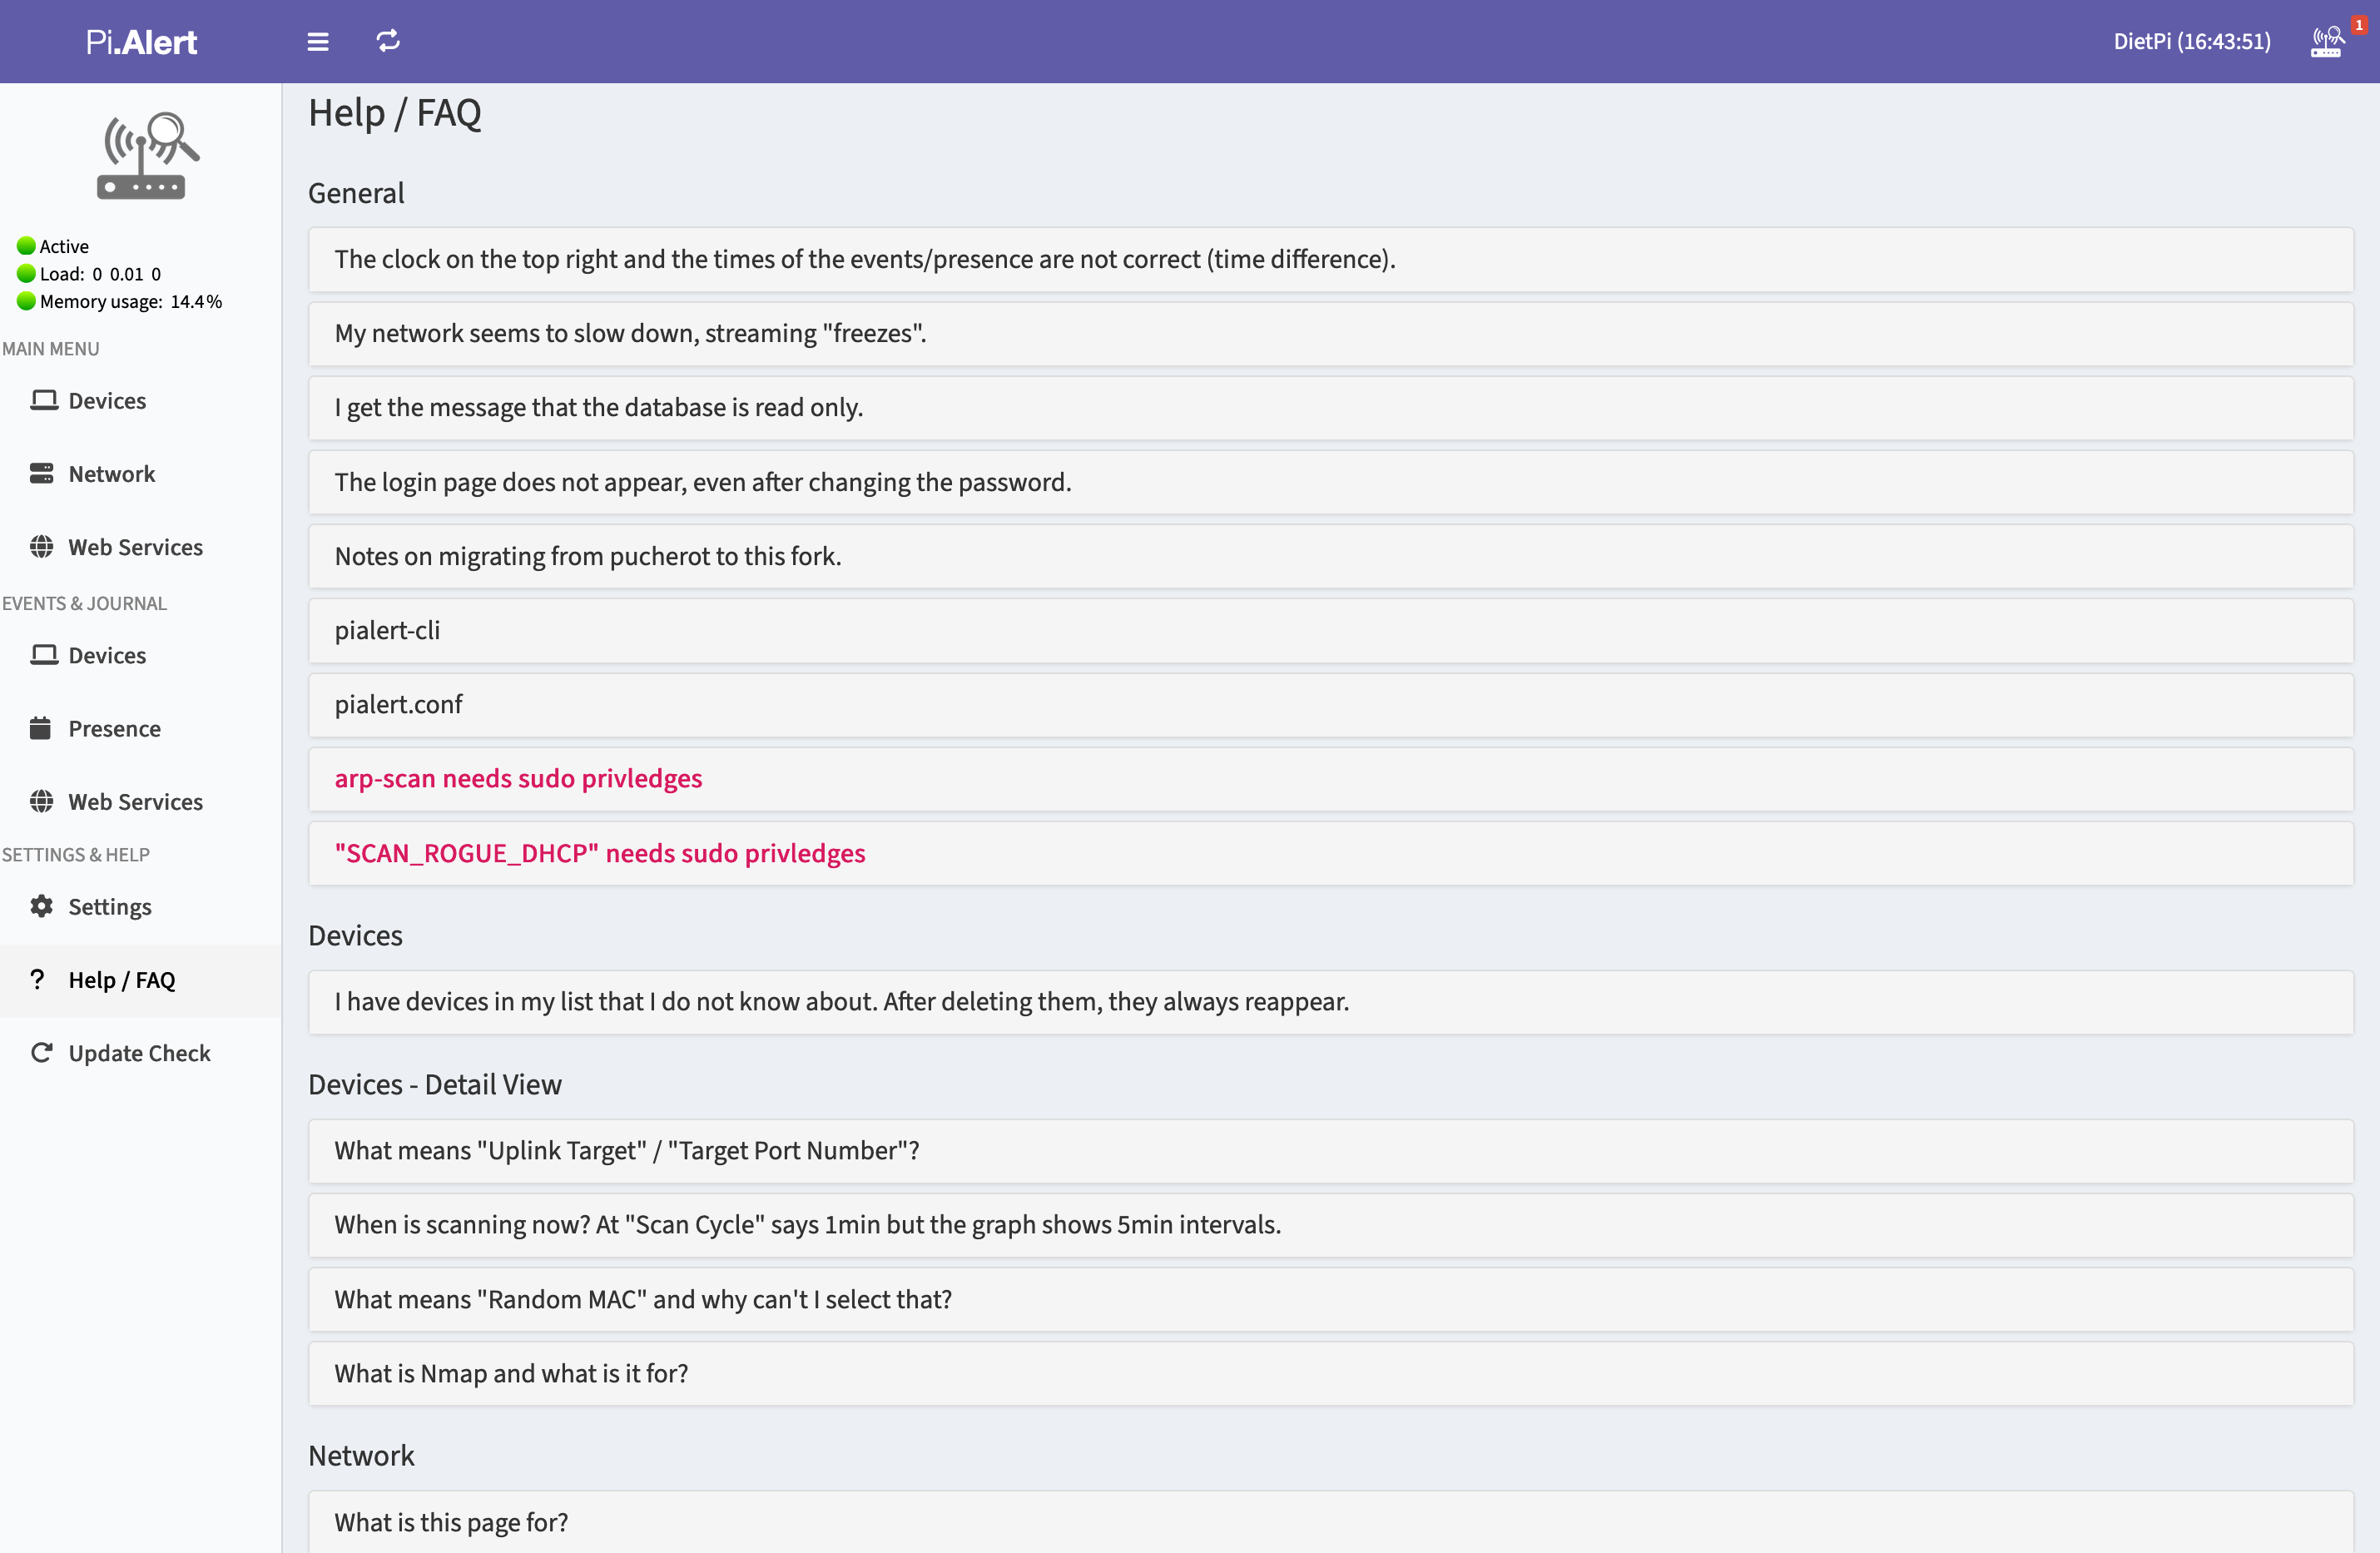 Pi.Alert
DietPi (16:43:51)
1
Active
Load: 0 0.01 0
Memory usage: 14.4%
MAIN MENU
Devices
Network
Web Services
EVENTS & JOURNAL
Devices
Presence
Web Services
SETTINGS & HELP
Settings
Help / FAQ
Update Check
Help / FAQ
General
The clock on the top right and the times of the events/presence are not correct (time difference).
My network seems to slow down, streaming "freezes".
I get the message that the database is read only.
The login page does not appear, even after changing the password.
Notes on migrating from pucherot to this fork.
pialert-cli
pialert.conf
arp-scan needs sudo privledges
"SCAN_ROGUE_DHCP" needs sudo privledges
Devices
I have devices in my list that I do not know about. After deleting them, they always reappear.
Devices - Detail View
What means "Uplink Target" / "Target Port Number"?
When is scanning now? At "Scan Cycle" says 1min but the graph shows 5min intervals.
What means "Random MAC" and why can't I select that?
What is Nmap and what is it for?
Network
What is this page for?